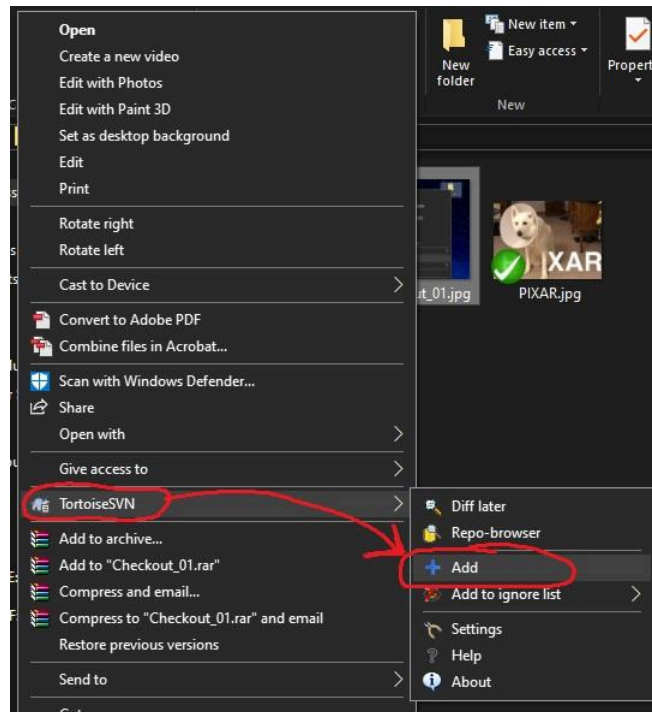 Open
Create a new video
Edit with Photos
Edit with Paint 3D
Set as desktop background
Edit
Print
Rotate right
Rotate left
Cast to Device
Convert to Adobe PDF
Combine files in Acrobat...
Scan with Windows Defender...
Share
Open with
Give access to
TortoiseSVN
Add to archive...
Add to "Checkout_01.rar"
Compress and email...
Compress to "Checkout_01.rar" and email
Restore previous versions
Send to
New item
Easy access
New
folder
New
XAR
ut_01.jpg
PIXAR.jpg
Diff later
Repo-browser
Add
Add to ignore list
Settings
Help
About